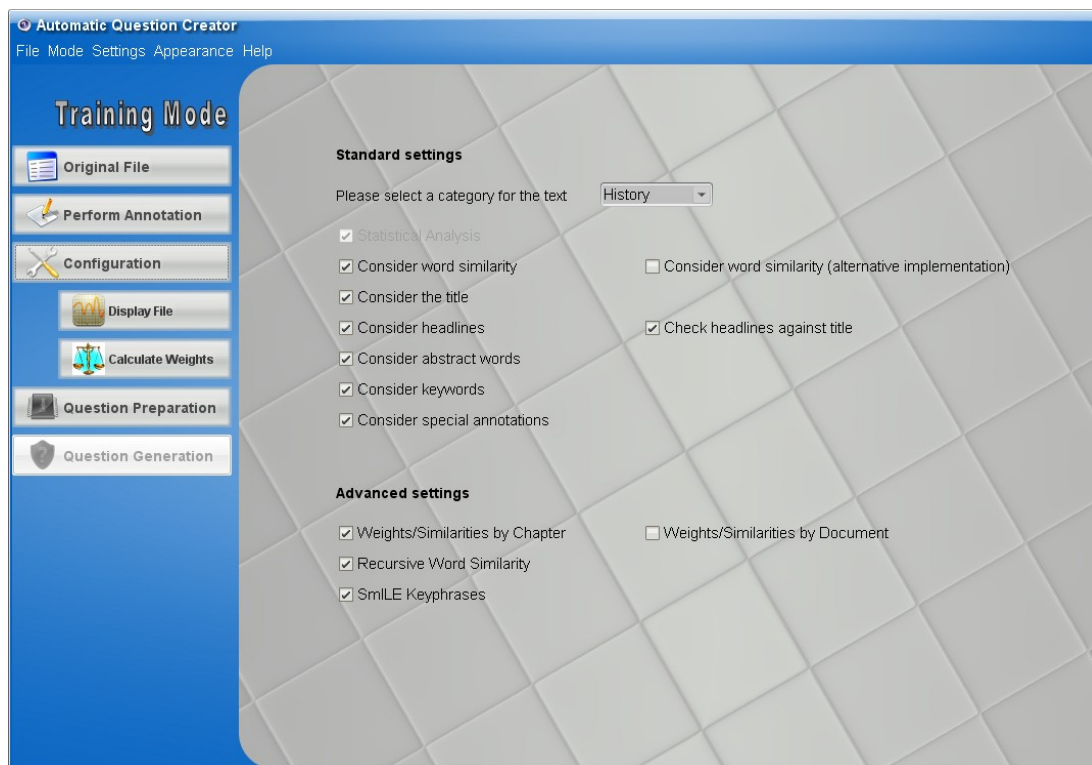 Automatic Question Creator
File Mode Settings Appearance Help
Training Mode
Original File
Perform Annotation
Configuration
Display File
Calculate Weights
Question Preparation
Question Generation
Standard settings
Please select a category for the text History
Statistical Analysis
Consider word similarity Consider word similarity (alternative implementation)
Consider the title
Consider headlines Check headlines against title
Consider abstract words
Consider keywords
Consider special annotations
Advanced settings
Weights/Similarities by Chapter Weights/Similarities by Document
Recursive Word Similarity
SmILE Keyphrases